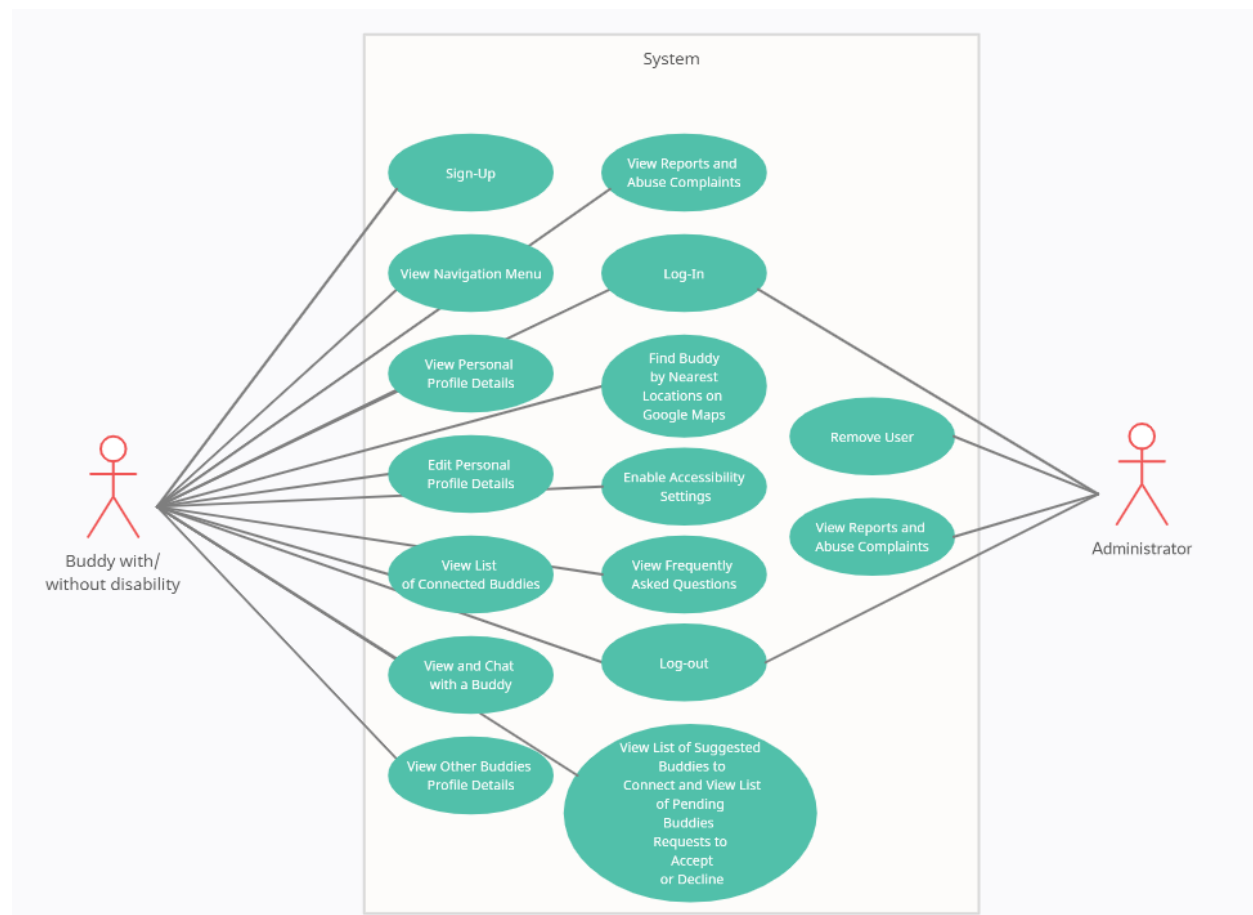 System
Sign-Up
View Reports and
Abuse Complaints
View Navigation Menu
Log-In
View Personal
Profile Details
Find Buddy
by Nearest
Locations on
Google Maps
Remove User
Edit Personal
Profile Details
Enable Accessibility
Settings
View Reports and
Abuse Complaints
Buddy with/
without disability
Administrator
View List
of Connected Buddies
View Frequently
Asked Questions
View and Chat
with a Buddy
Log-out
View Other Buddies
Profile Details
View List of Suggested
Buddies to
Connect and View List
of Pending
Buddies
Requests to
Accept
or Decline